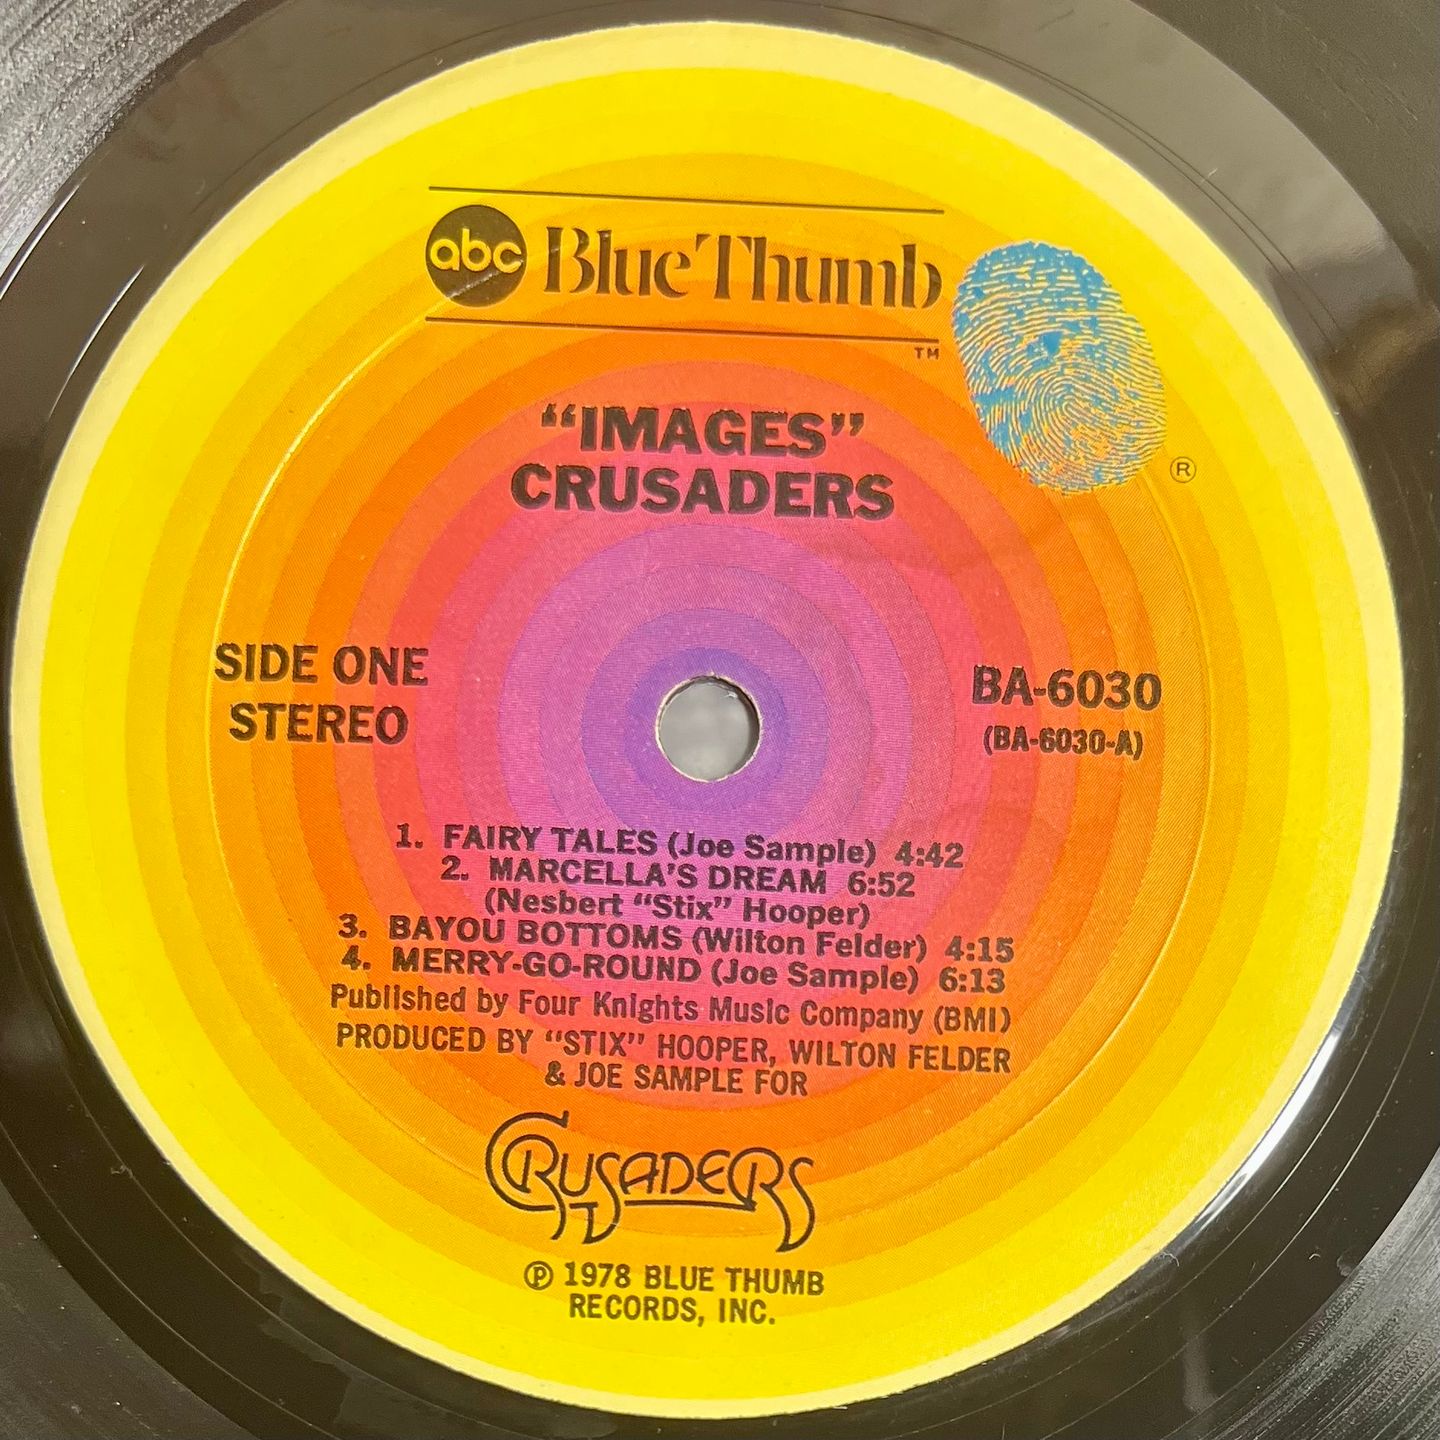 abc Blue Thumb
TM
®
“IMAGES”
CRUSADERS
SIDE ONE
STEREO
BA-6030
(BA-6030-A)
1. FAIRY TALES (Joe Sample) 4:42
2. MARCELLA’S DREAM 6:52
(Nesbert “Stix” Hooper)
3. BAYOU BOTTOMS (Wilton Felder) 4:15
4. MERRY-GO-ROUND (Joe Sample) 6:13
Published by Four Knights Music Company (BMI)
PRODUCED BY “STIX” HOOPER, WILTON FELDER
& JOE SAMPLE FOR
CRUSADERS
℗ 1978 BLUE THUMB
RECORDS, INC.